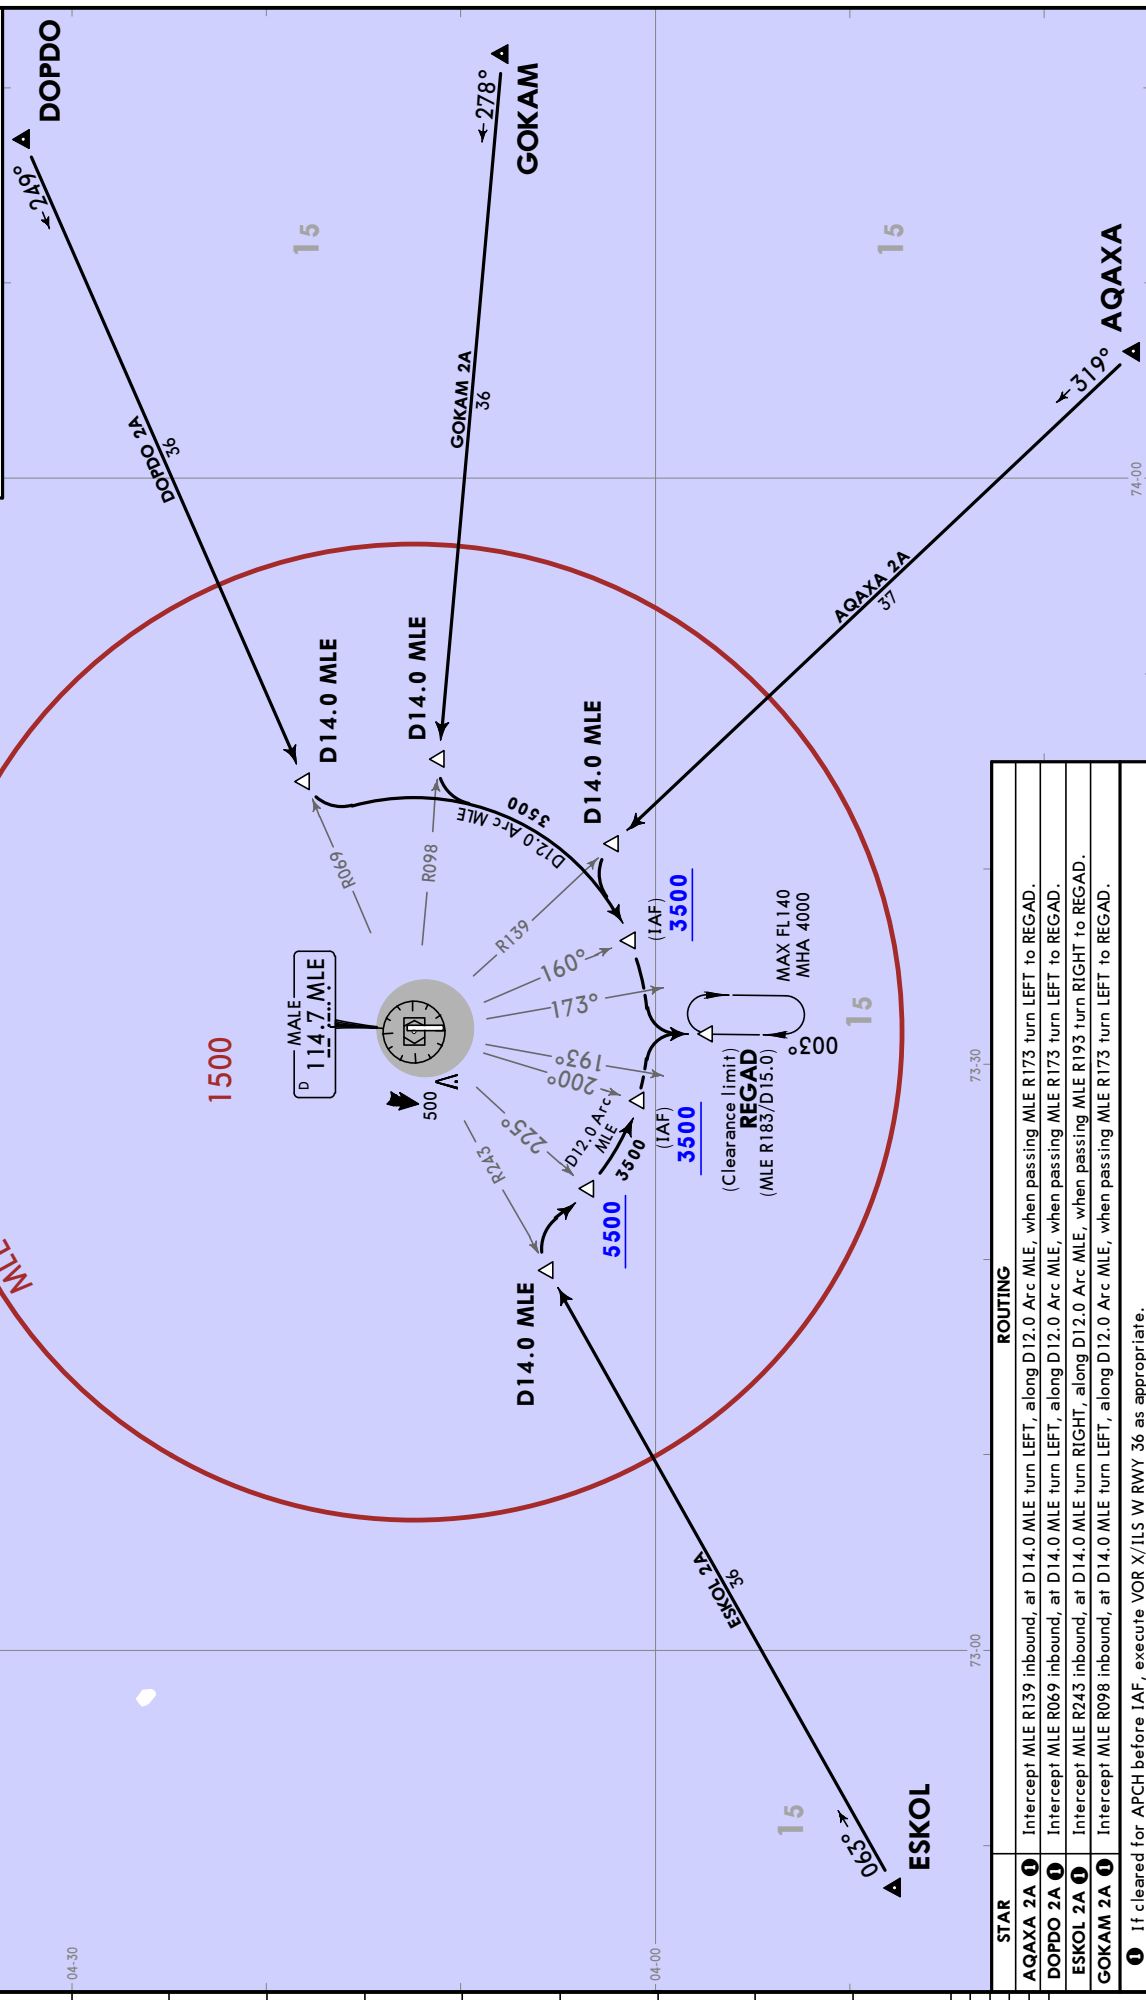 DOPDO
249°
DOPDO 2A
36
GOKAM
278°
GOKAM 2A
36
15
15
AQAXA
319°
AQAXA 2A
37
74-00
D14.0 MLE
D14.0 MLE
D14.0 MLE
R069
R098
R139
D12.0 Arc MLE
3500
(IAF)
3500
160°
173°
193°
200°
225°
R243
MALE
D 114.7 MLE
1500
500
MAX FL140
MHA 4000
003°
15
(Clearance limit)
REGAD
(MLE R183/D15.0)
73-30
(IAF)
3500
D12.0 Arc
MLE
3500
5500
D14.0 MLE
MLE
ESKOL 2A
36
73-00
063°
ESKOL
15
04-30
04-00
STAR ROUTING
AQAXA 2A ❶ Intercept MLE R139 inbound, at D14.0 MLE turn LEFT, along D12.0 Arc MLE, when passing MLE R173 turn LEFT to REGAD.
DOPDO 2A ❶ Intercept MLE R069 inbound, at D14.0 MLE turn LEFT, along D12.0 Arc MLE, when passing MLE R173 turn LEFT to REGAD.
ESKOL 2A ❶ Intercept MLE R243 inbound, at D14.0 MLE turn RIGHT, along D12.0 Arc MLE, when passing MLE R193 turn RIGHT to REGAD.
GOKAM 2A ❶ Intercept MLE R098 inbound, at D14.0 MLE turn LEFT, along D12.0 Arc MLE, when passing MLE R173 turn LEFT to REGAD.
❶ If cleared for APCH before IAF, execute VOR X/ILS W RWY 36 as appropriate.